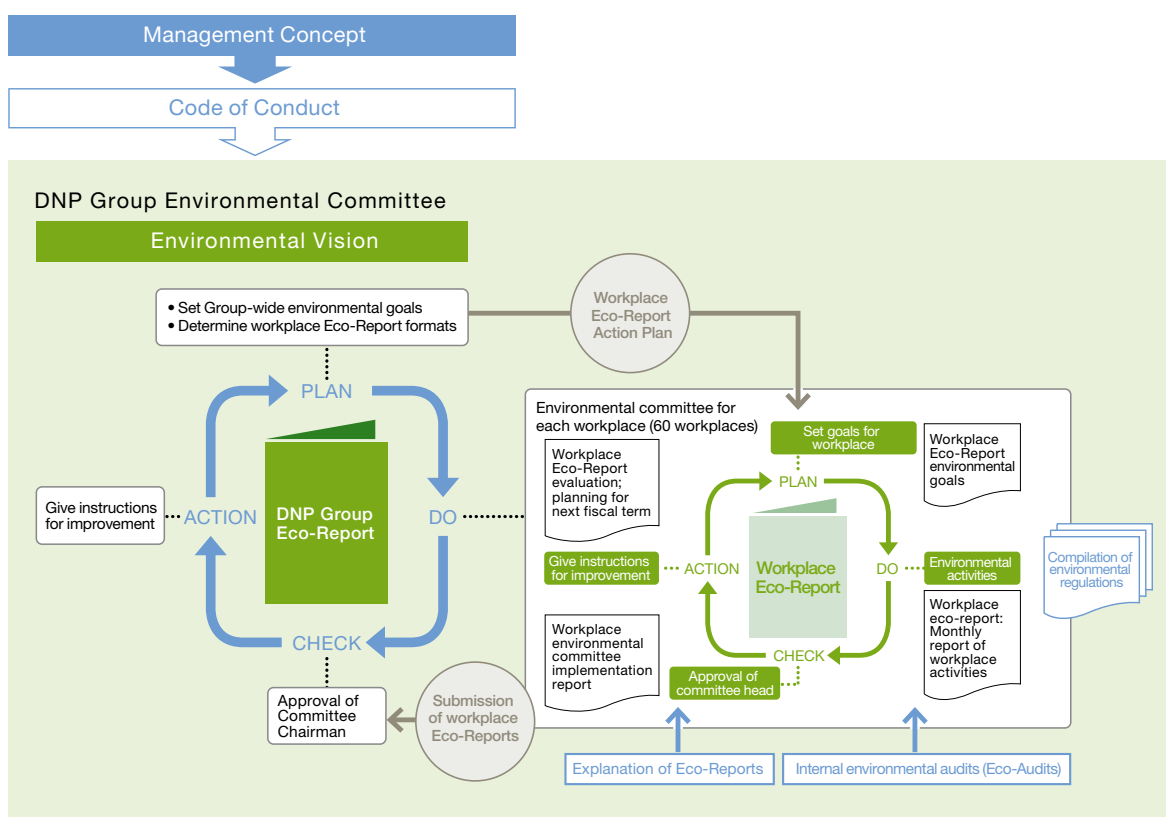 Management Concept
Code of Conduct
DNP Group Environmental Committee
Environmental Vision
• Set Group-wide environmental goals
• Determine workplace Eco-Report formats
Workplace
Eco-Report
Action Plan
PLAN
Give instructions
for improvement
ACTION
DNP Group
Eco-Report
DO
CHECK
Approval of
Committee
Chairman
Submission
of workplace
Eco-Reports
Environmental committee for
each workplace (60 workplaces)
Set goals for
workplace
Workplace
Eco-Report
environmental
goals
Workplace
Eco-Report
evaluation;
planning for
next fiscal term
PLAN
Give instructions
for improvement
ACTION
Workplace
Eco-Report
DO
Environmental
activities
Compilation of
environmental
regulations
Workplace
environmental
committee
implementation
report
Workplace
eco-report:
Monthly
report of
workplace
activities
CHECK
Approval of
committee head
Explanation of Eco-Reports
Internal environmental audits (Eco-Audits)